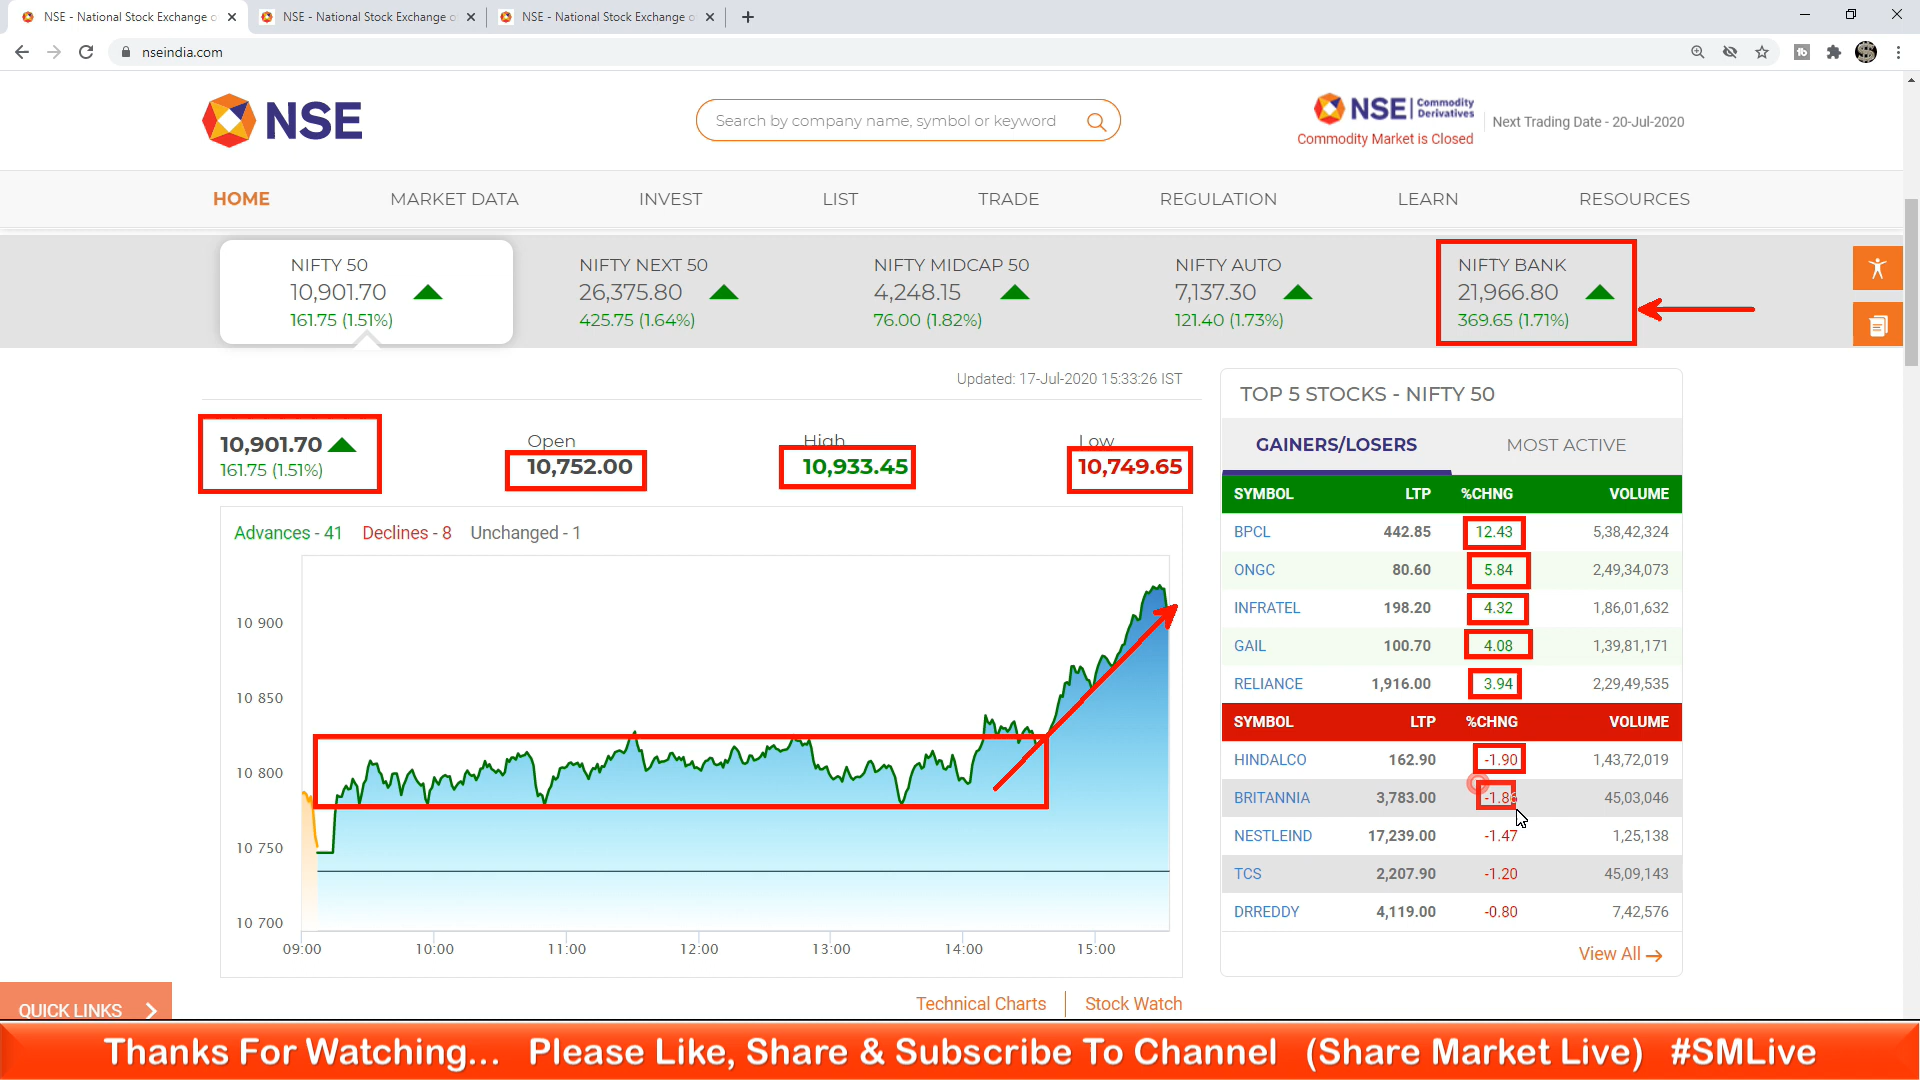 NSE - National Stock Exchange o
NSE - National Stock Exchange o
NSE - National Stock Exchange o
nseindia.com
NSE
Search by company name, symbol or keyword
NSE Commodity Derivatives
Commodity Market is Closed
Next Trading Date - 20-Jul-2020
HOME MARKET DATA INVEST LIST TRADE REGULATION LEARN RESOURCES
NIFTY 50
10,901.70
161.75 (1.51%)
NIFTY NEXT 50
26,375.80
425.75 (1.64%)
NIFTY MIDCAP 50
4,248.15
76.00 (1.82%)
NIFTY AUTO
7,137.30
121.40 (1.73%)
NIFTY BANK
21,966.80
369.65 (1.71%)
Updated: 17-Jul-2020 15:33:26 IST
10,901.70
161.75 (1.51%)
Open
10,752.00
High
10,933.45
Low
10,749.65
Advances - 41 Declines - 8 Unchanged - 1
10 900
10 850
10 800
10 750
10 700
09:00 10:00 11:00 12:00 13:00 14:00 15:00
Technical Charts Stock Watch
TOP 5 STOCKS - NIFTY 50
GAINERS/LOSERS MOST ACTIVE
SYMBOL LTP %CHNG VOLUME
BPCL 442.85 12.43 5,38,42,324
ONGC 80.60 5.84 2,49,34,073
INFRATEL 198.20 4.32 1,86,01,632
GAIL 100.70 4.08 1,39,81,171
RELIANCE 1,916.00 3.94 2,29,49,535
SYMBOL LTP %CHNG VOLUME
HINDALCO 162.90 -1.90 1,43,72,019
BRITANNIA 3,783.00 -1.86 45,03,046
NESTLEIND 17,239.00 -1.47 1,25,138
TCS 2,207.90 -1.20 45,09,143
DRREDDY 4,119.00 -0.80 7,42,576
View All
QUICK LINKS
Thanks For Watching... Please Like, Share & Subscribe To Channel (Share Market Live) #SMLive